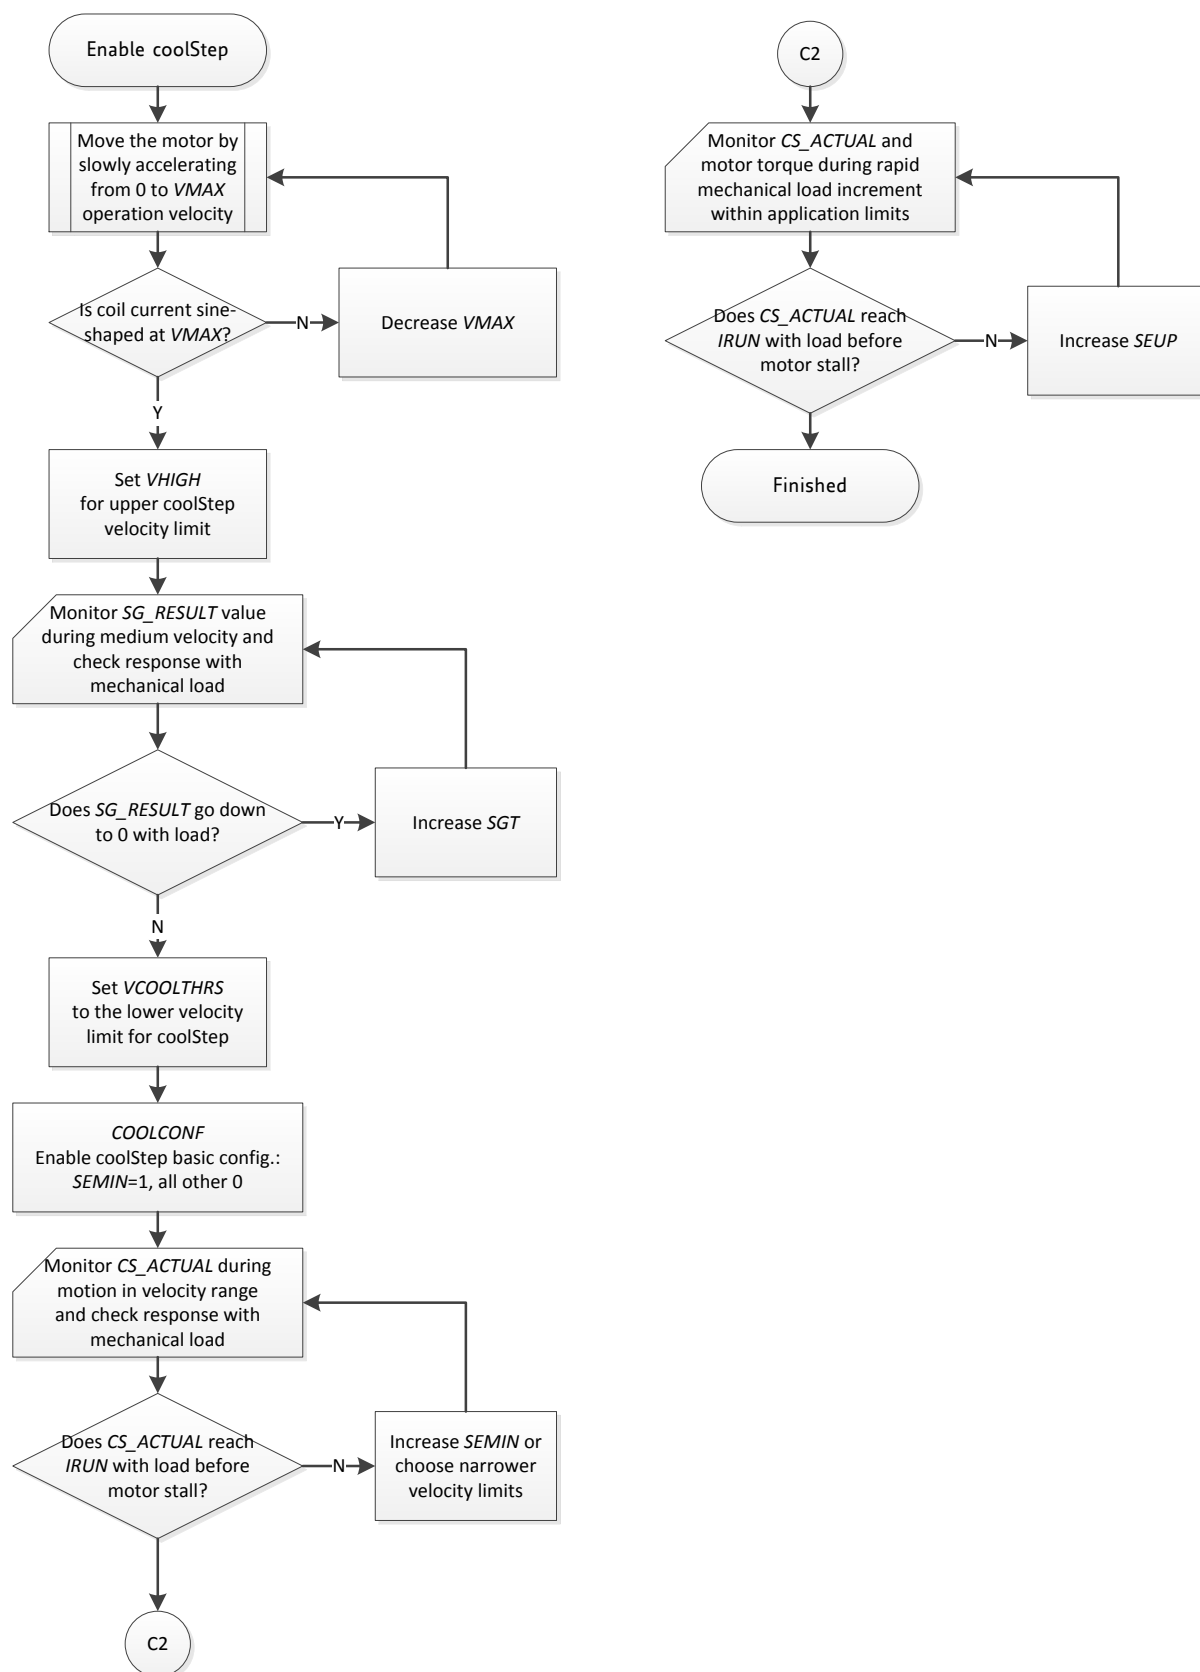 Enable coolStep
Move the motor by
slowly accelerating
from 0 to VMAX
operation velocity
Is coil current sine-
shaped at VMAX?
N
Decrease VMAX
Y
Set VHIGH
for upper coolStep
velocity limit
Monitor SG_RESULT value
during medium velocity and
check response with
mechanical load
Does SG_RESULT go down
to 0 with load?
Y
Increase SGT
N
Set VCOOLTHRS
to the lower velocity
limit for coolStep
COOLCONF
Enable coolStep basic config.:
SEMIN=1, all other 0
Monitor CS_ACTUAL during
motion in velocity range
and check response with
mechanical load
Does CS_ACTUAL reach
IRUN with load before
motor stall?
N
Increase SEMIN or
choose narrower
velocity limits
C2
C2
Monitor CS_ACTUAL and
motor torque during rapid
mechanical load increment
within application limits
Does CS_ACTUAL reach
IRUN with load before
motor stall?
N
Increase SEUP
Finished